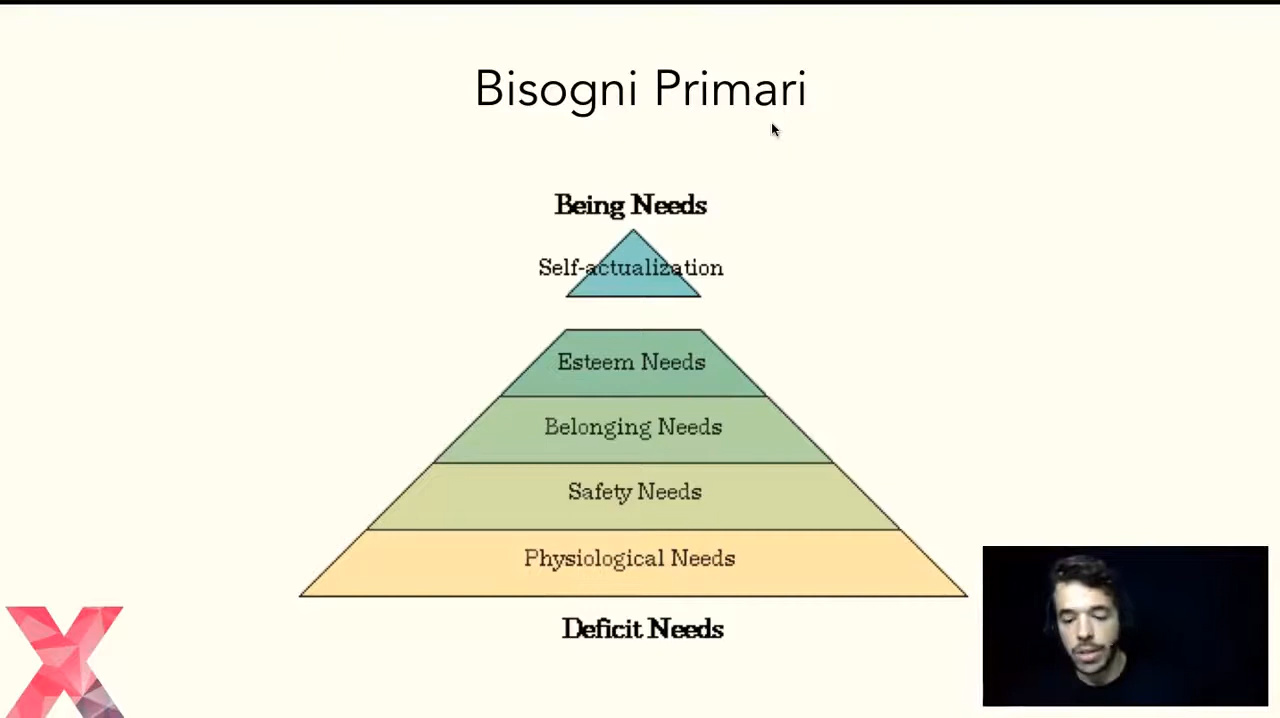 Bisogni Primari
Being Needs
Self-actualization
Esteem Needs
Belonging Needs
Safety Needs
Physiological Needs
Deficit Needs